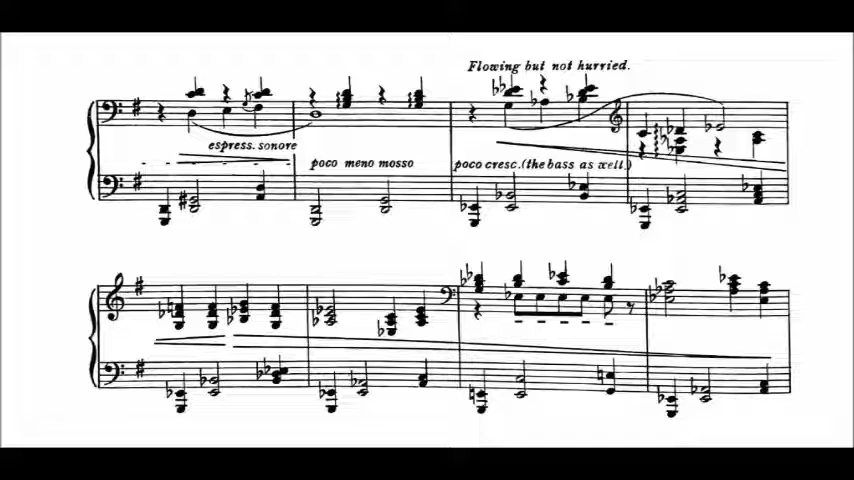 Flowing but not hurried.
espress. sonore
poco meno mosso
poco cresc. (the bass as well.)